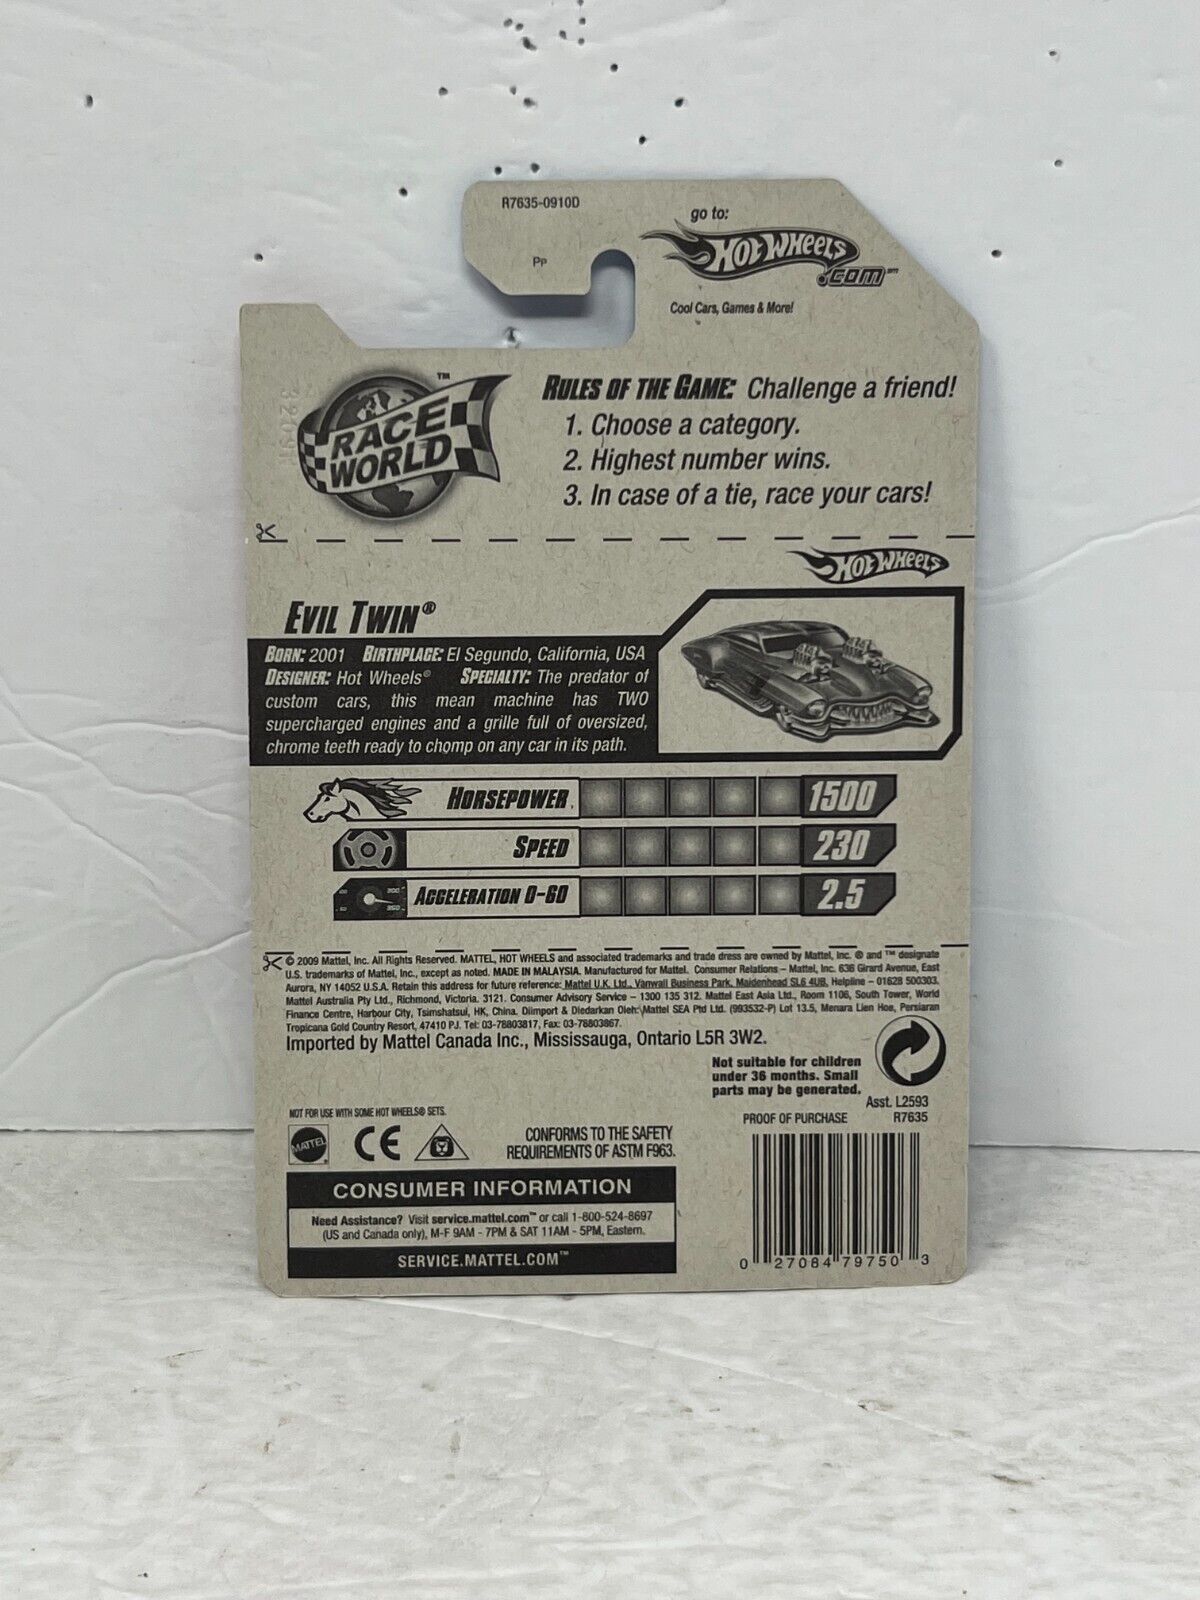 R7635-0910D
PP
go to:
HOT WHEELS
.COM℠
Cool Cars, Games & More!
RACE
WORLD™
RULES OF THE GAME: Challenge a friend!
1. Choose a category.
2. Highest number wins.
3. In case of a tie, race your cars!
HOT WHEELS
EVIL TWIN®
BORN: 2001 BIRTHPLACE: El Segundo, California, USA
DESIGNER: Hot Wheels® SPECIALTY: The predator of
custom cars, this mean machine has TWO
supercharged engines and a grille full of oversized,
chrome teeth ready to chomp on any car in its path.
HORSEPOWER 1500
SPEED 230
ACCELERATION 0-60 2.5
© 2009 Mattel, Inc. All Rights Reserved. MATTEL, HOT WHEELS and associated trademarks and trade dress are owned by Mattel, Inc. ® and ™ designate
U.S. trademarks of Mattel, Inc., except as noted. MADE IN MALAYSIA. Manufactured for Mattel. Consumer Relations – Mattel, Inc. 636 Girard Avenue, East
Aurora, NY 14052 U.S.A. Retain this address for future reference: Mattel U.K. Ltd., Vanwall Business Park, Maidenhead SL6 4UB. Helpline – 01628 500303.
Mattel Australia Pty Ltd., Richmond, Victoria. 3121. Consumer Advisory Service – 1300 135 312. Mattel East Asia Ltd., Room 1106, South Tower, World
Finance Centre, Harbour City, Tsimshatsui, HK, China. Diimport & Diedarkan Oleh: Mattel SEA Ptd Ltd. (993532-P) Lot 13.5, Menara Lien Hoe, Persiaran
Tropicana Gold Country Resort, 47410 PJ. Tel: 03-78803817, Fax: 03-78803867.
Imported by Mattel Canada Inc., Mississauga, Ontario L5R 3W2.
Not suitable for children
under 36 months. Small
parts may be generated.
Asst. L2593
PROOF OF PURCHASE R7635
NOT FOR USE WITH SOME HOT WHEELS® SETS.
MATTEL
CE
CONFORMS TO THE SAFETY
REQUIREMENTS OF ASTM F963.
CONSUMER INFORMATION
Need Assistance? Visit service.mattel.com™ or call 1-800-524-8697
(US and Canada only), M-F 9AM - 7PM & SAT 11AM - 5PM, Eastern.
SERVICE.MATTEL.COM™
0 27084 79750 3